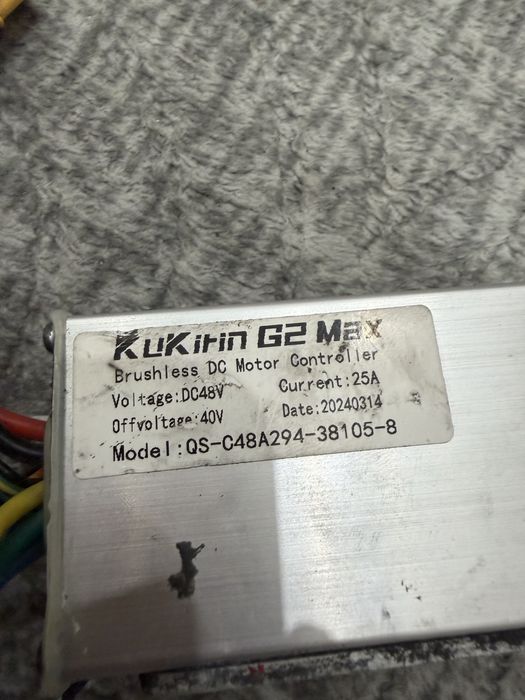 KuKirin G2 Max
Brushless DC Motor Controller
Voltage:DC48V Current:25A
Offvoltage:40V Date:20240314
Model:QS-C48A294-38105-8